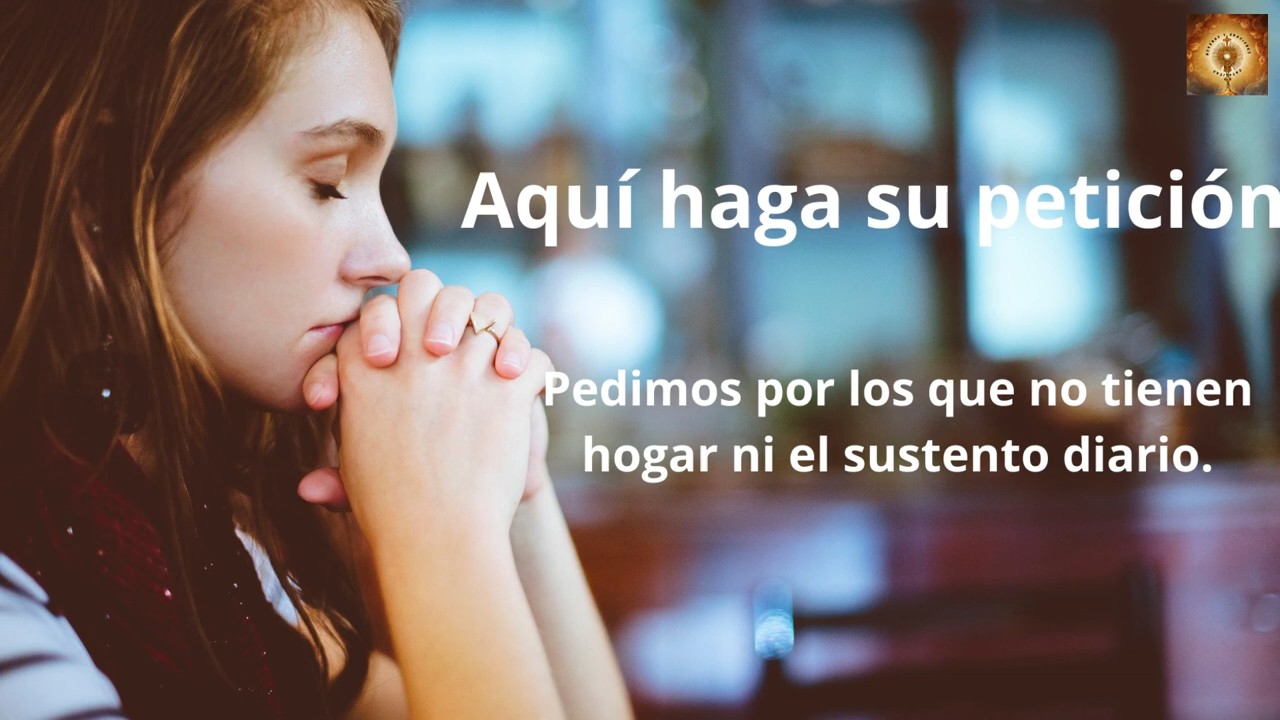 Aquí haga su petición
Pedimos por los que no tienen
hogar ni el sustento diario.